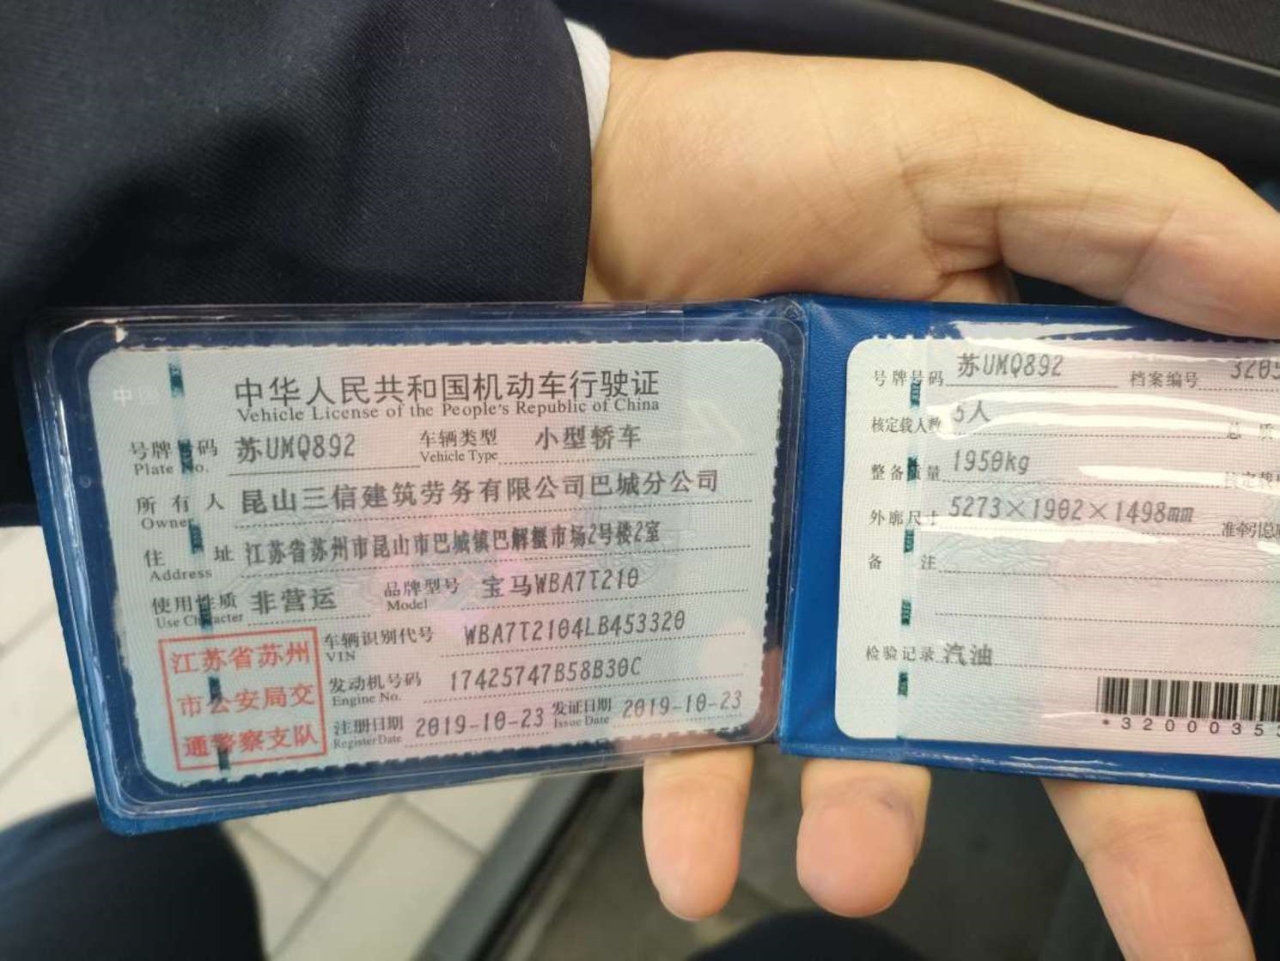 中华人民共和国机动车行驶证
Vehicle License of the People's Republic of China
号牌号码 苏UMQ892 车辆类型 小型轿车
Plate No. Vehicle Type
所有人 昆山三信建筑劳务有限公司巴城分公司
Owner
住址 江苏省苏州市昆山市巴城镇巴解蟹市场2号楼2室
Address
使用性质 非营运 品牌型号 宝马WBA7T210
Use Character Model
车辆识别代号 WBA7T2104LB453320
VIN
发动机号码 17425747B58B30C
Engine No.
注册日期 2019-10-23 发证日期 2019-10-23
Register Date Issue Date
江苏省苏州
市公安局交
通警察支队
号牌号码 苏UMQ892 档案编号 3205
核定载人数 5人 总质
整备质量 1950kg
外廓尺寸 5273×1902×1498mm 准牵引总
备注
检验记录 汽油
*3200035